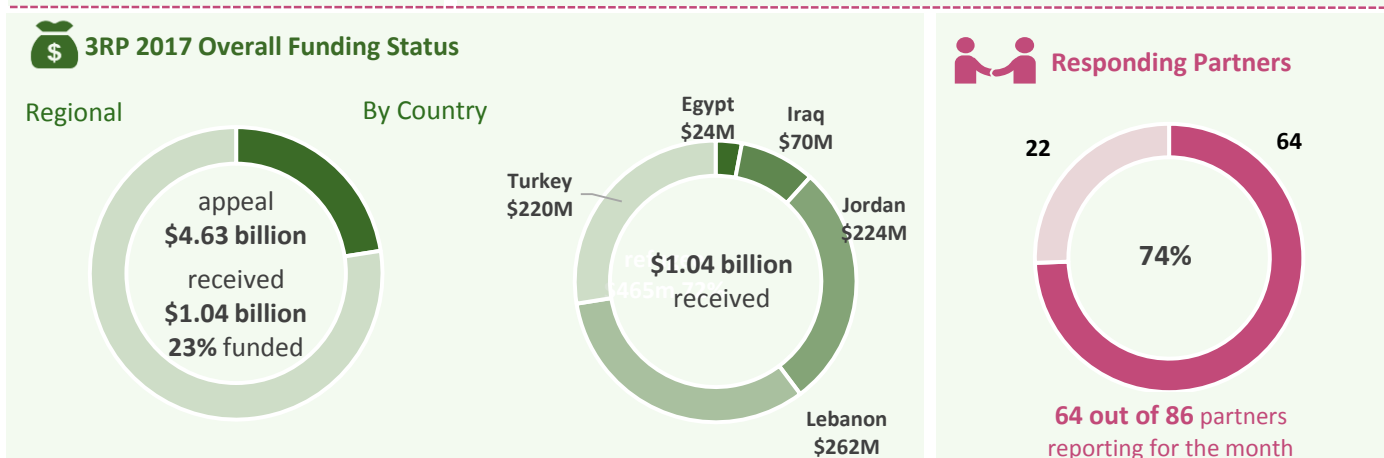 $ 3RP 2017 Overall Funding Status
Regional
appeal
$4.63 billion
received
$1.04 billion
23% funded
By Country
Egypt
$24M
Iraq
$70M
Jordan
$224M
Lebanon
$262M
Turkey
$220M
$1.04 billion
received
Responding Partners
22
64
74%
64 out of 86 partners
reporting for the month